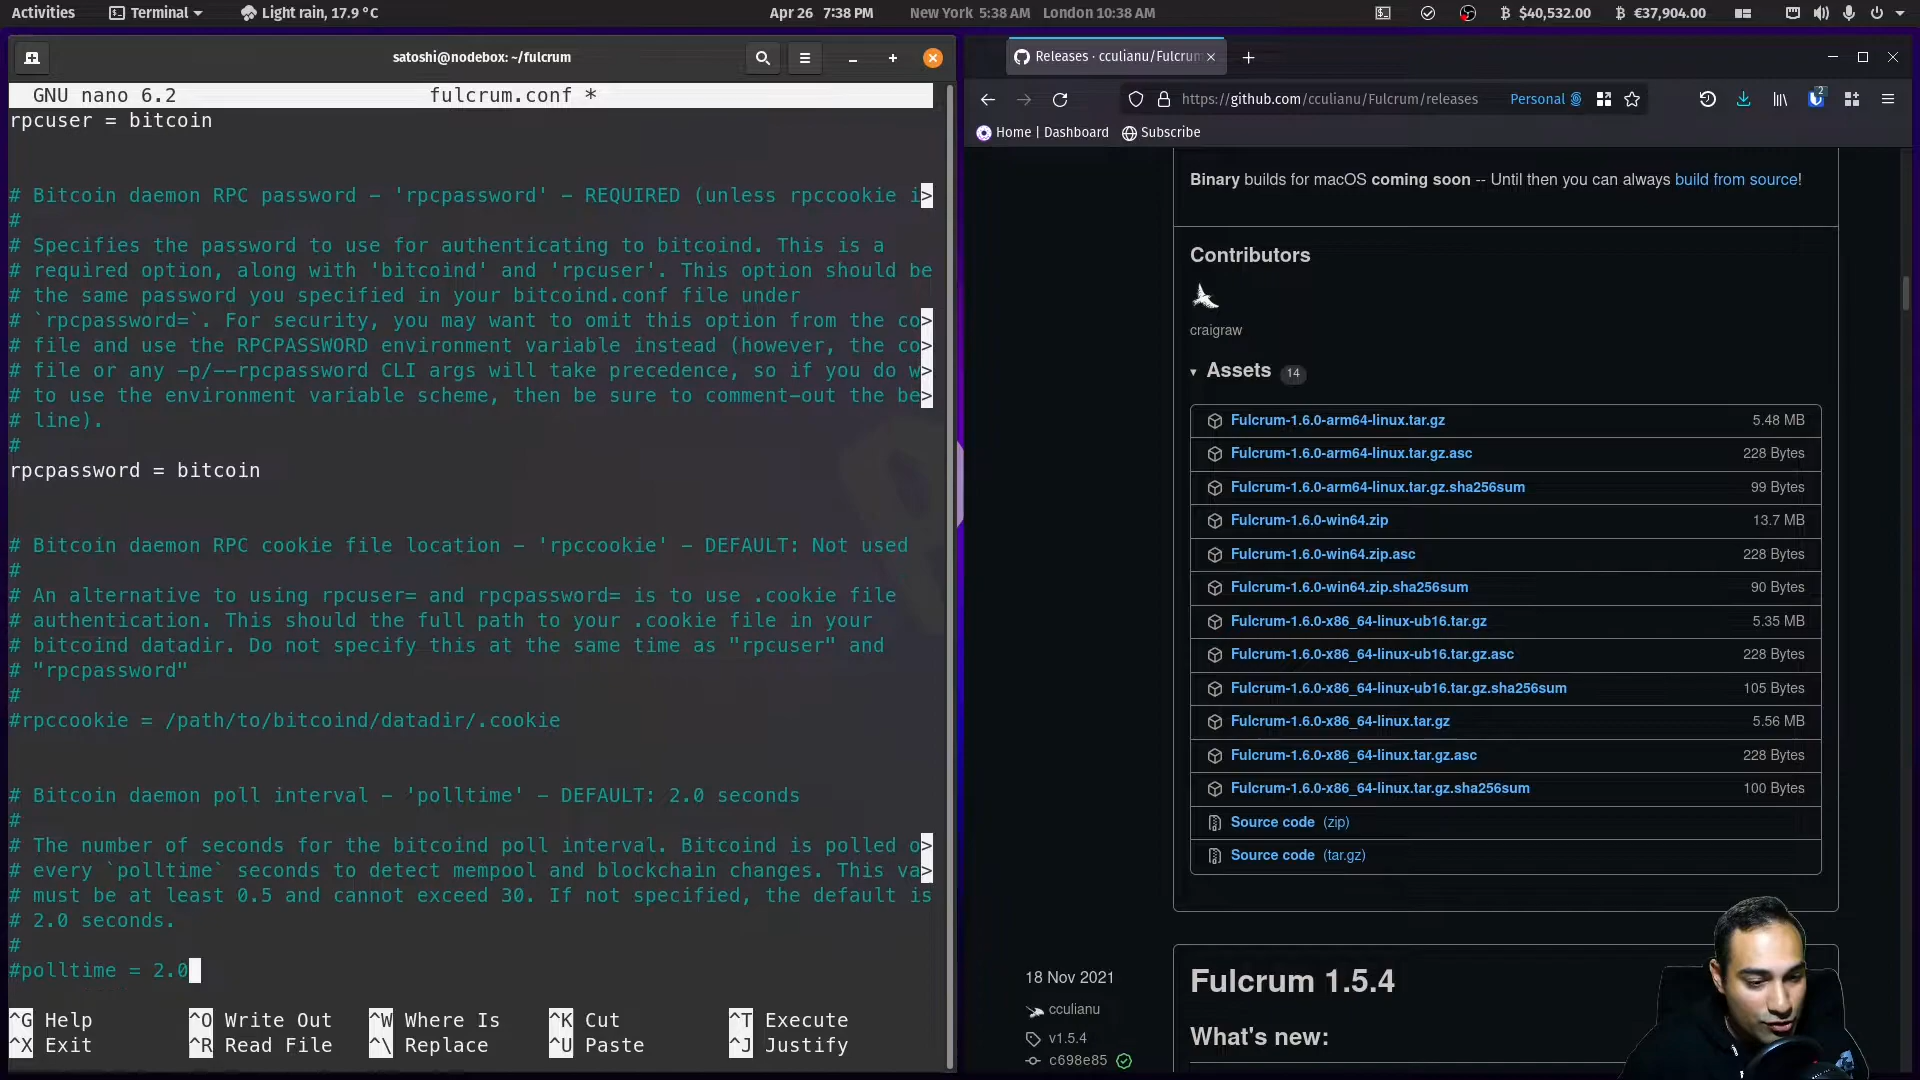 Activities
Terminal
Light rain, 17.9 °C
Apr 26 7:38 PM
New York 5:38 AM London 10:38 AM
$40,532.00
€37,904.00
satoshi@nodebox: ~/fulcrum
GNU nano 6.2 fulcrum.conf *
rpcuser = bitcoin
# Bitcoin daemon RPC password - 'rpcpassword' - REQUIRED (unless rpccookie i>
#
# Specifies the password to use for authenticating to bitcoind. This is a
# required option, along with 'bitcoind' and 'rpcuser'. This option should be
# the same password you specified in your bitcoind.conf file under
# `rpcpassword=`. For security, you may want to omit this option from the co>
# file and use the RPCPASSWORD environment variable instead (however, the co>
# file or any -p/--rpcpassword CLI args will take precedence, so if you do w>
# to use the environment variable scheme, then be sure to comment-out the be>
# line).
#
rpcpassword = bitcoin
# Bitcoin daemon RPC cookie file location - 'rpccookie' - DEFAULT: Not used
#
# An alternative to using rpcuser= and rpcpassword= is to use .cookie file
# authentication. This should the full path to your .cookie file in your
# bitcoind datadir. Do not specify this at the same time as "rpcuser" and
# "rpcpassword"
#
#rpccookie = /path/to/bitcoind/datadir/.cookie
# Bitcoin daemon poll interval - 'polltime' - DEFAULT: 2.0 seconds
#
# The number of seconds for the bitcoind poll interval. Bitcoind is polled o>
# every `polltime` seconds to detect mempool and blockchain changes. This va>
# must be at least 0.5 and cannot exceed 30. If not specified, the default is
# 2.0 seconds.
#
#polltime = 2.0
^G Help ^O Write Out ^W Where Is ^K Cut ^T Execute
^X Exit ^R Read File ^\ Replace ^U Paste ^J Justify
Releases · cculianu/Fulcrum
https://github.com/cculianu/Fulcrum/releases
Personal
2
Home | Dashboard
Subscribe
Binary builds for macOS coming soon -- Until then you can always build from source!
Contributors
craigraw
Assets 14
Fulcrum-1.6.0-arm64-linux.tar.gz 5.48 MB
Fulcrum-1.6.0-arm64-linux.tar.gz.asc 228 Bytes
Fulcrum-1.6.0-arm64-linux.tar.gz.sha256sum 99 Bytes
Fulcrum-1.6.0-win64.zip 13.7 MB
Fulcrum-1.6.0-win64.zip.asc 228 Bytes
Fulcrum-1.6.0-win64.zip.sha256sum 90 Bytes
Fulcrum-1.6.0-x86_64-linux-ub16.tar.gz 5.35 MB
Fulcrum-1.6.0-x86_64-linux-ub16.tar.gz.asc 228 Bytes
Fulcrum-1.6.0-x86_64-linux-ub16.tar.gz.sha256sum 105 Bytes
Fulcrum-1.6.0-x86_64-linux.tar.gz 5.56 MB
Fulcrum-1.6.0-x86_64-linux.tar.gz.asc 228 Bytes
Fulcrum-1.6.0-x86_64-linux.tar.gz.sha256sum 100 Bytes
Source code (zip)
Source code (tar.gz)
18 Nov 2021
cculianu
v1.5.4
c698e85
Fulcrum 1.5.4
What's new: